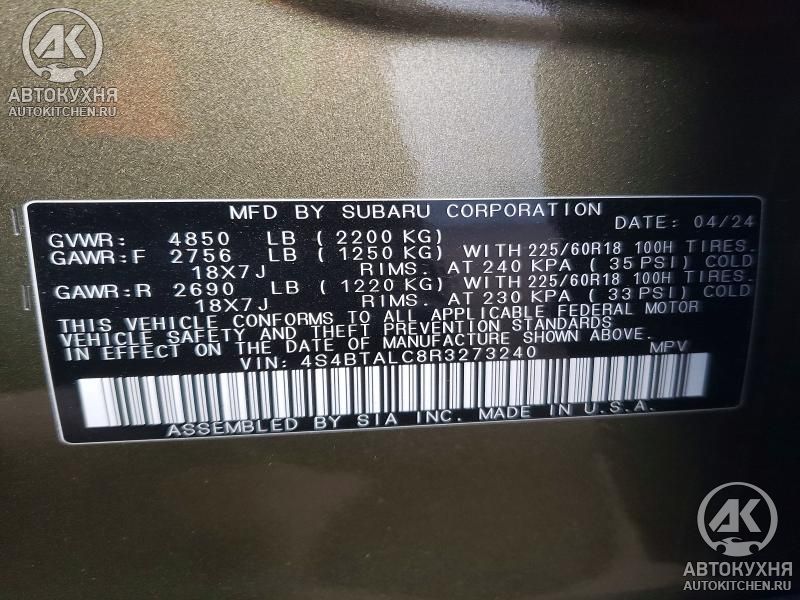 АК
АВТОКУХНЯ
AUTOKITCHEN.RU
MFD BY SUBARU CORPORATION DATE: 04/24
GVWR: 4850 LB ( 2200 KG)
GAWR:F 2756 LB ( 1250 KG) WITH 225/60R18 100H TIRES.
18X7J RIMS. AT 240 KPA ( 35 PSI) COLD
GAWR:R 2690 LB ( 1220 KG) WITH 225/60R18 100H TIRES.
18X7J RIMS. AT 230 KPA ( 33 PSI) COLD
THIS VEHICLE CONFORMS TO ALL APPLICABLE FEDERAL MOTOR
VEHICLE SAFETY AND THEFT PREVENTION STANDARDS
EFFECT ON THE DATE OF MANUFACTURE SHOWN ABOVE.
VIN: 4S4BTALC8R3273240 MPV
ASSEMBLED BY SIA INC. MADE IN U.S.A.
АК
АВТОКУХНЯ
AUTOKITCHEN.RU